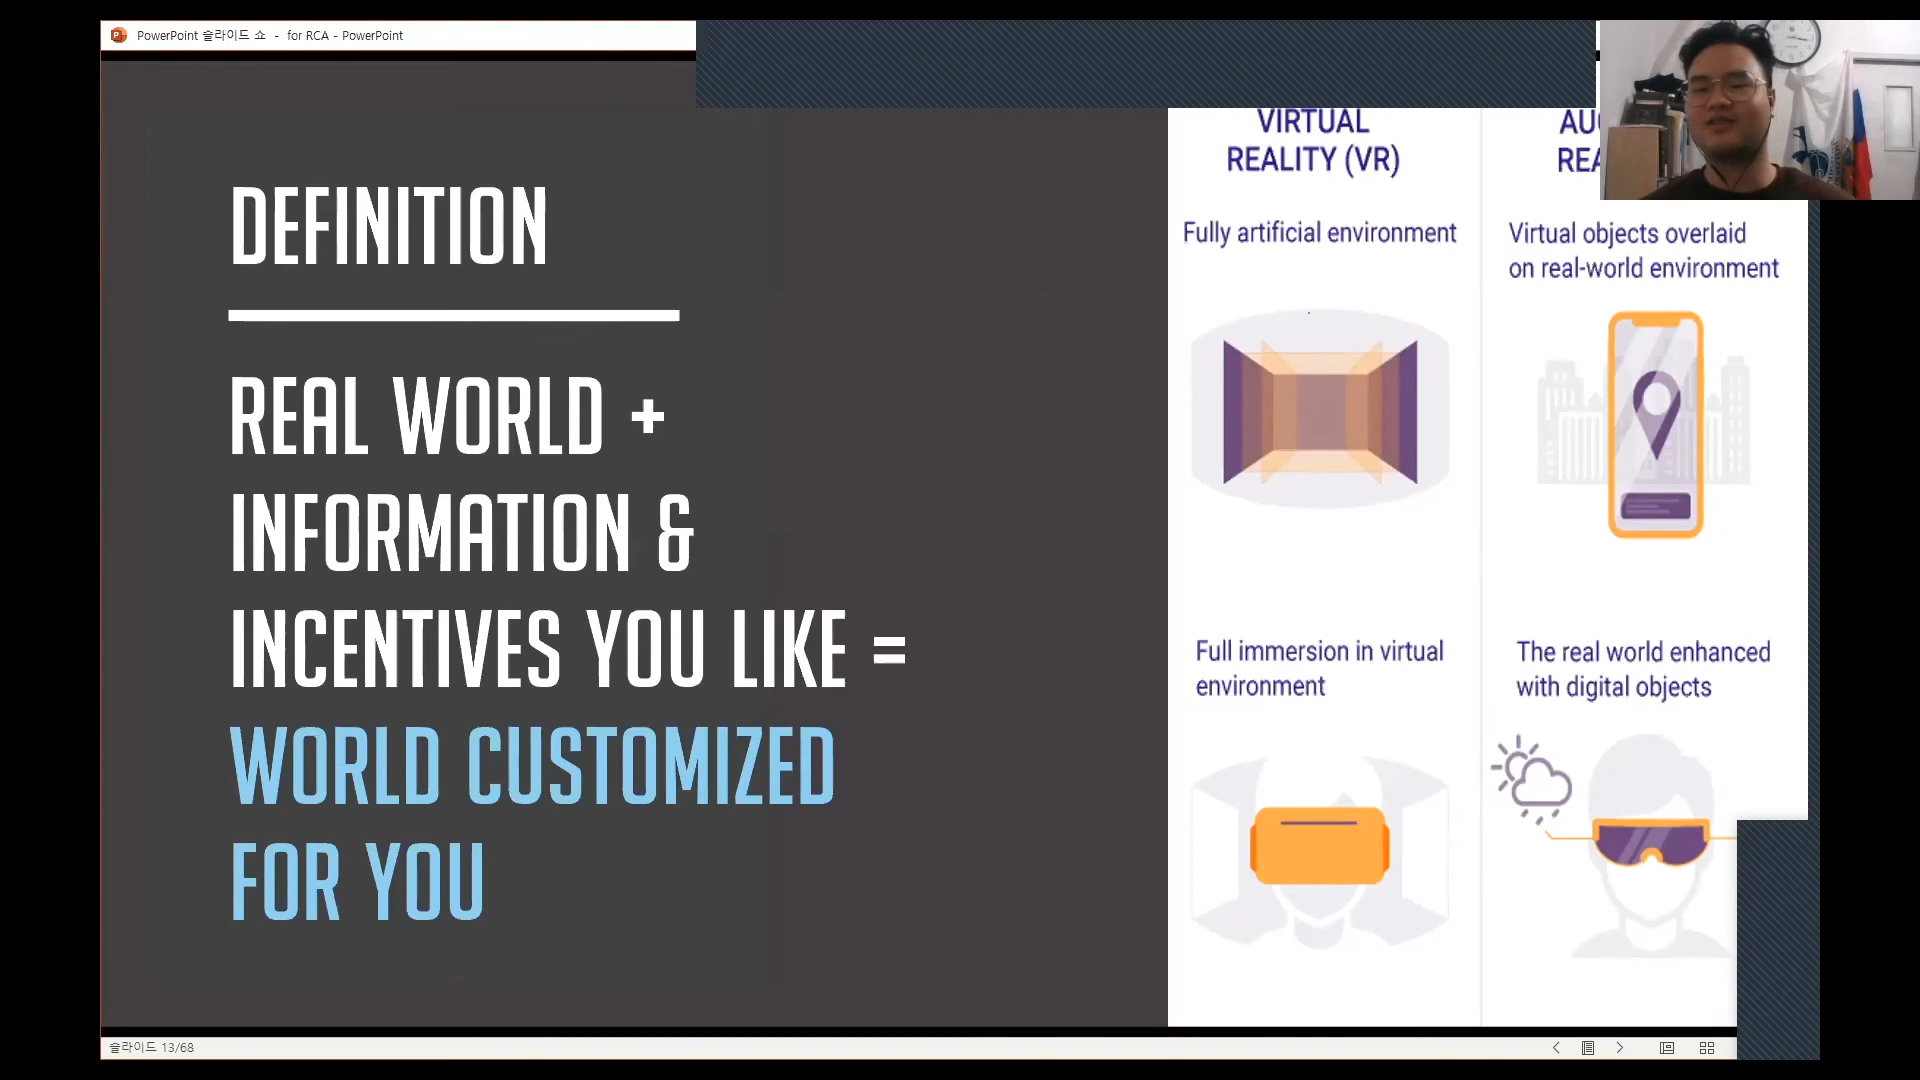 PowerPoint 슬라이드 쇼 - for RCA - PowerPoint
DEFINITION
REAL WORLD +
INFORMATION &
INCENTIVES YOU LIKE =
WORLD CUSTOMIZED
FOR YOU
VIRTUAL
REALITY (VR)
Fully artificial environment
Full immersion in virtual
environment
AU
REA
Virtual objects overlaid
on real-world environment
The real world enhanced
with digital objects
슬라이드 13/68